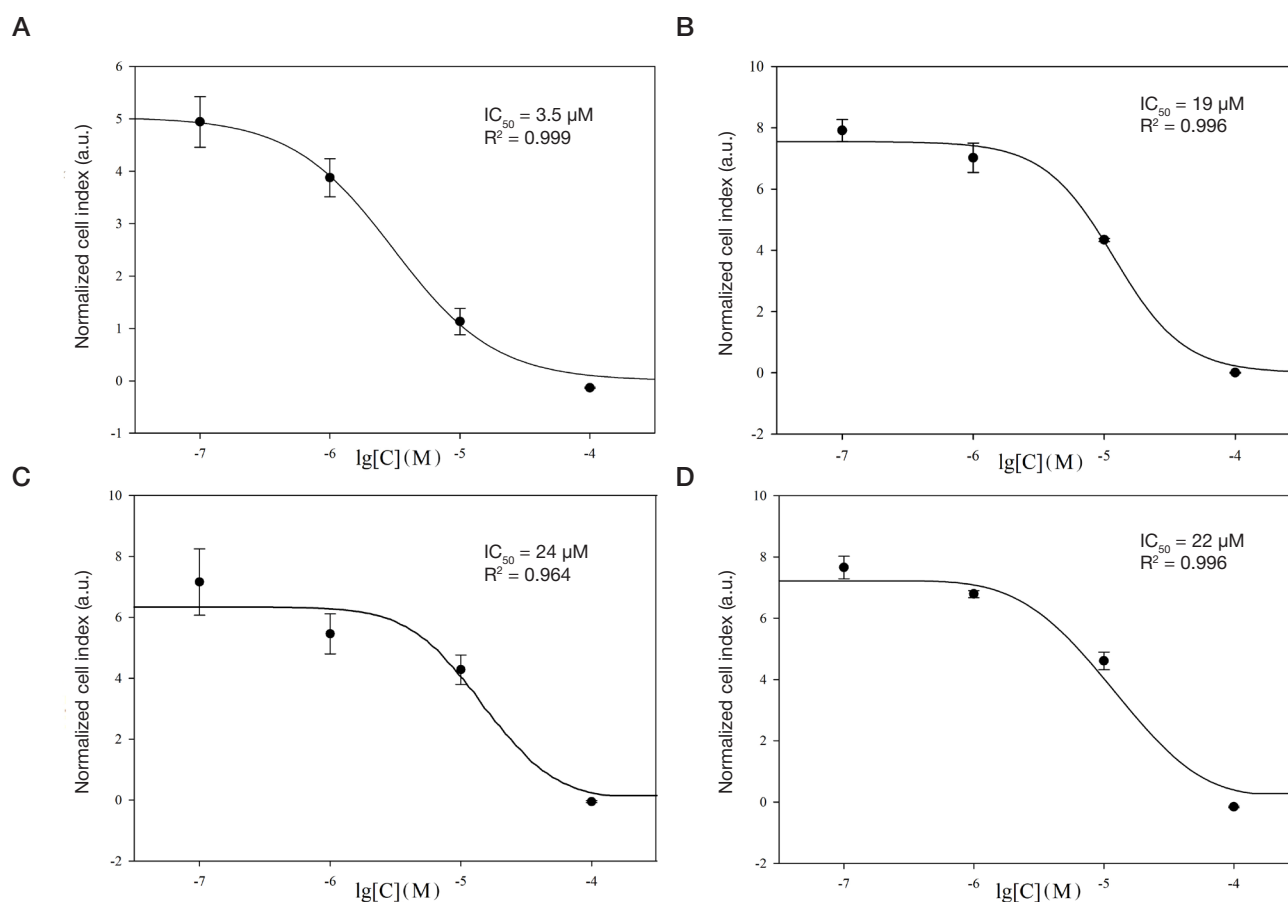 A
Normalized cell index (a.u.)
6
5
4
3
2
1
0
-1
IC₅₀ = 3.5 µM
R² = 0.999
-7
-6
-5
-4
lg[C](M)
B
Normalized cell index (a.u.)
10
8
6
4
2
0
-2
IC₅₀ = 19 µM
R² = 0.996
-7
-6
-5
-4
lg[C](M)
C
Normalized cell index (a.u.)
10
8
6
4
2
0
-2
IC₅₀ = 24 µM
R² = 0.964
-7
-6
-5
-4
lg[C](M)
D
Normalized cell index (a.u.)
10
8
6
4
2
0
-2
IC₅₀ = 22 µM
R² = 0.996
-7
-6
-5
-4
lg[C](M)